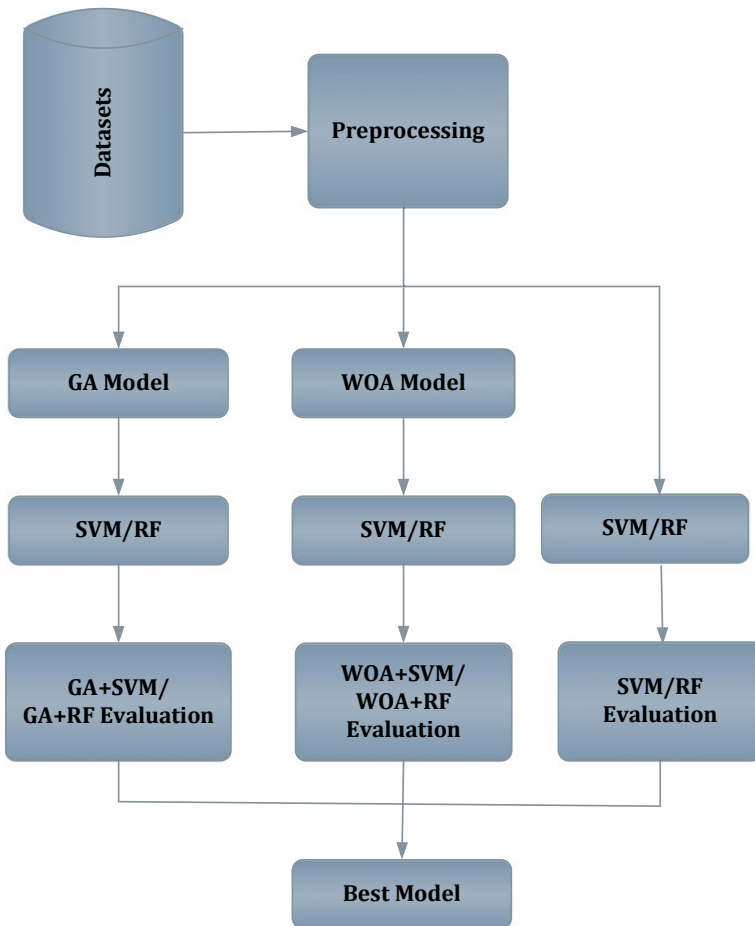 Datasets
Preprocessing
GA Model
WOA Model
SVM/RF
SVM/RF
SVM/RF
GA+SVM/
GA+RF Evaluation
WOA+SVM/
WOA+RF
Evaluation
SVM/RF
Evaluation
Best Model